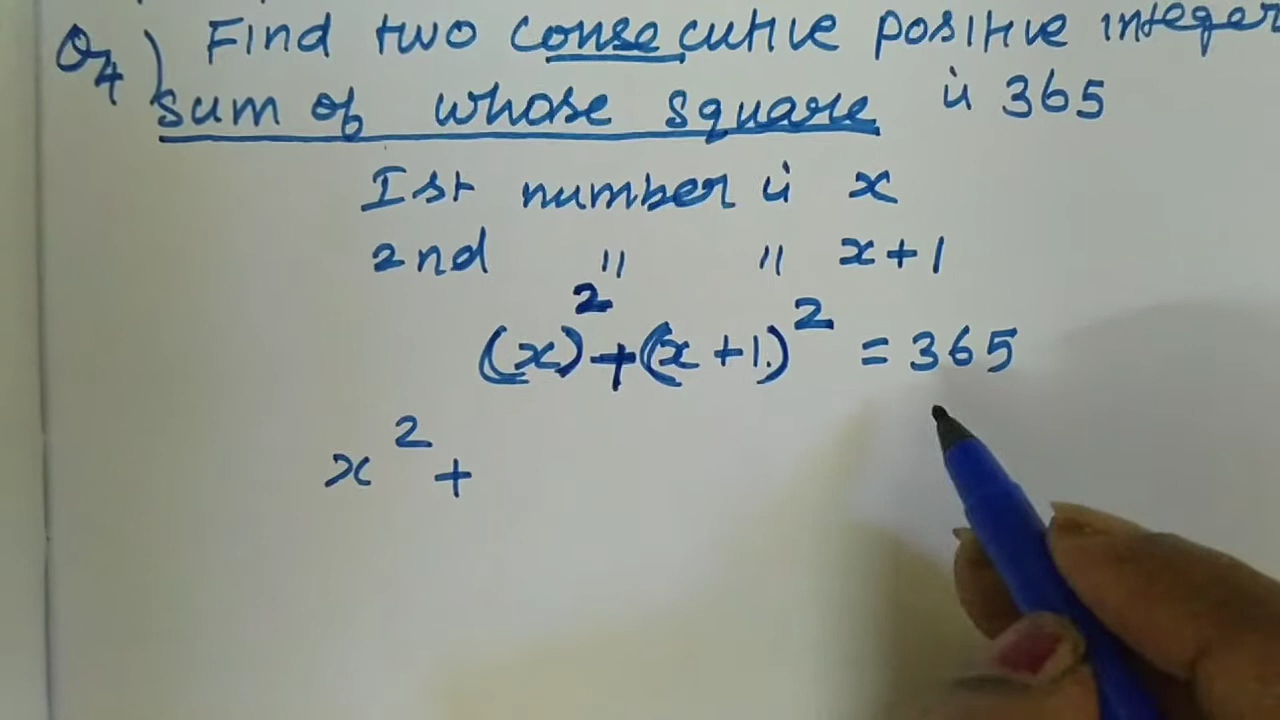 Q4) Find two consecutive positive integer
sum of whose square is 365
Ist number is x
2nd " " x+1
(x)²+(x+1)² = 365
x² +